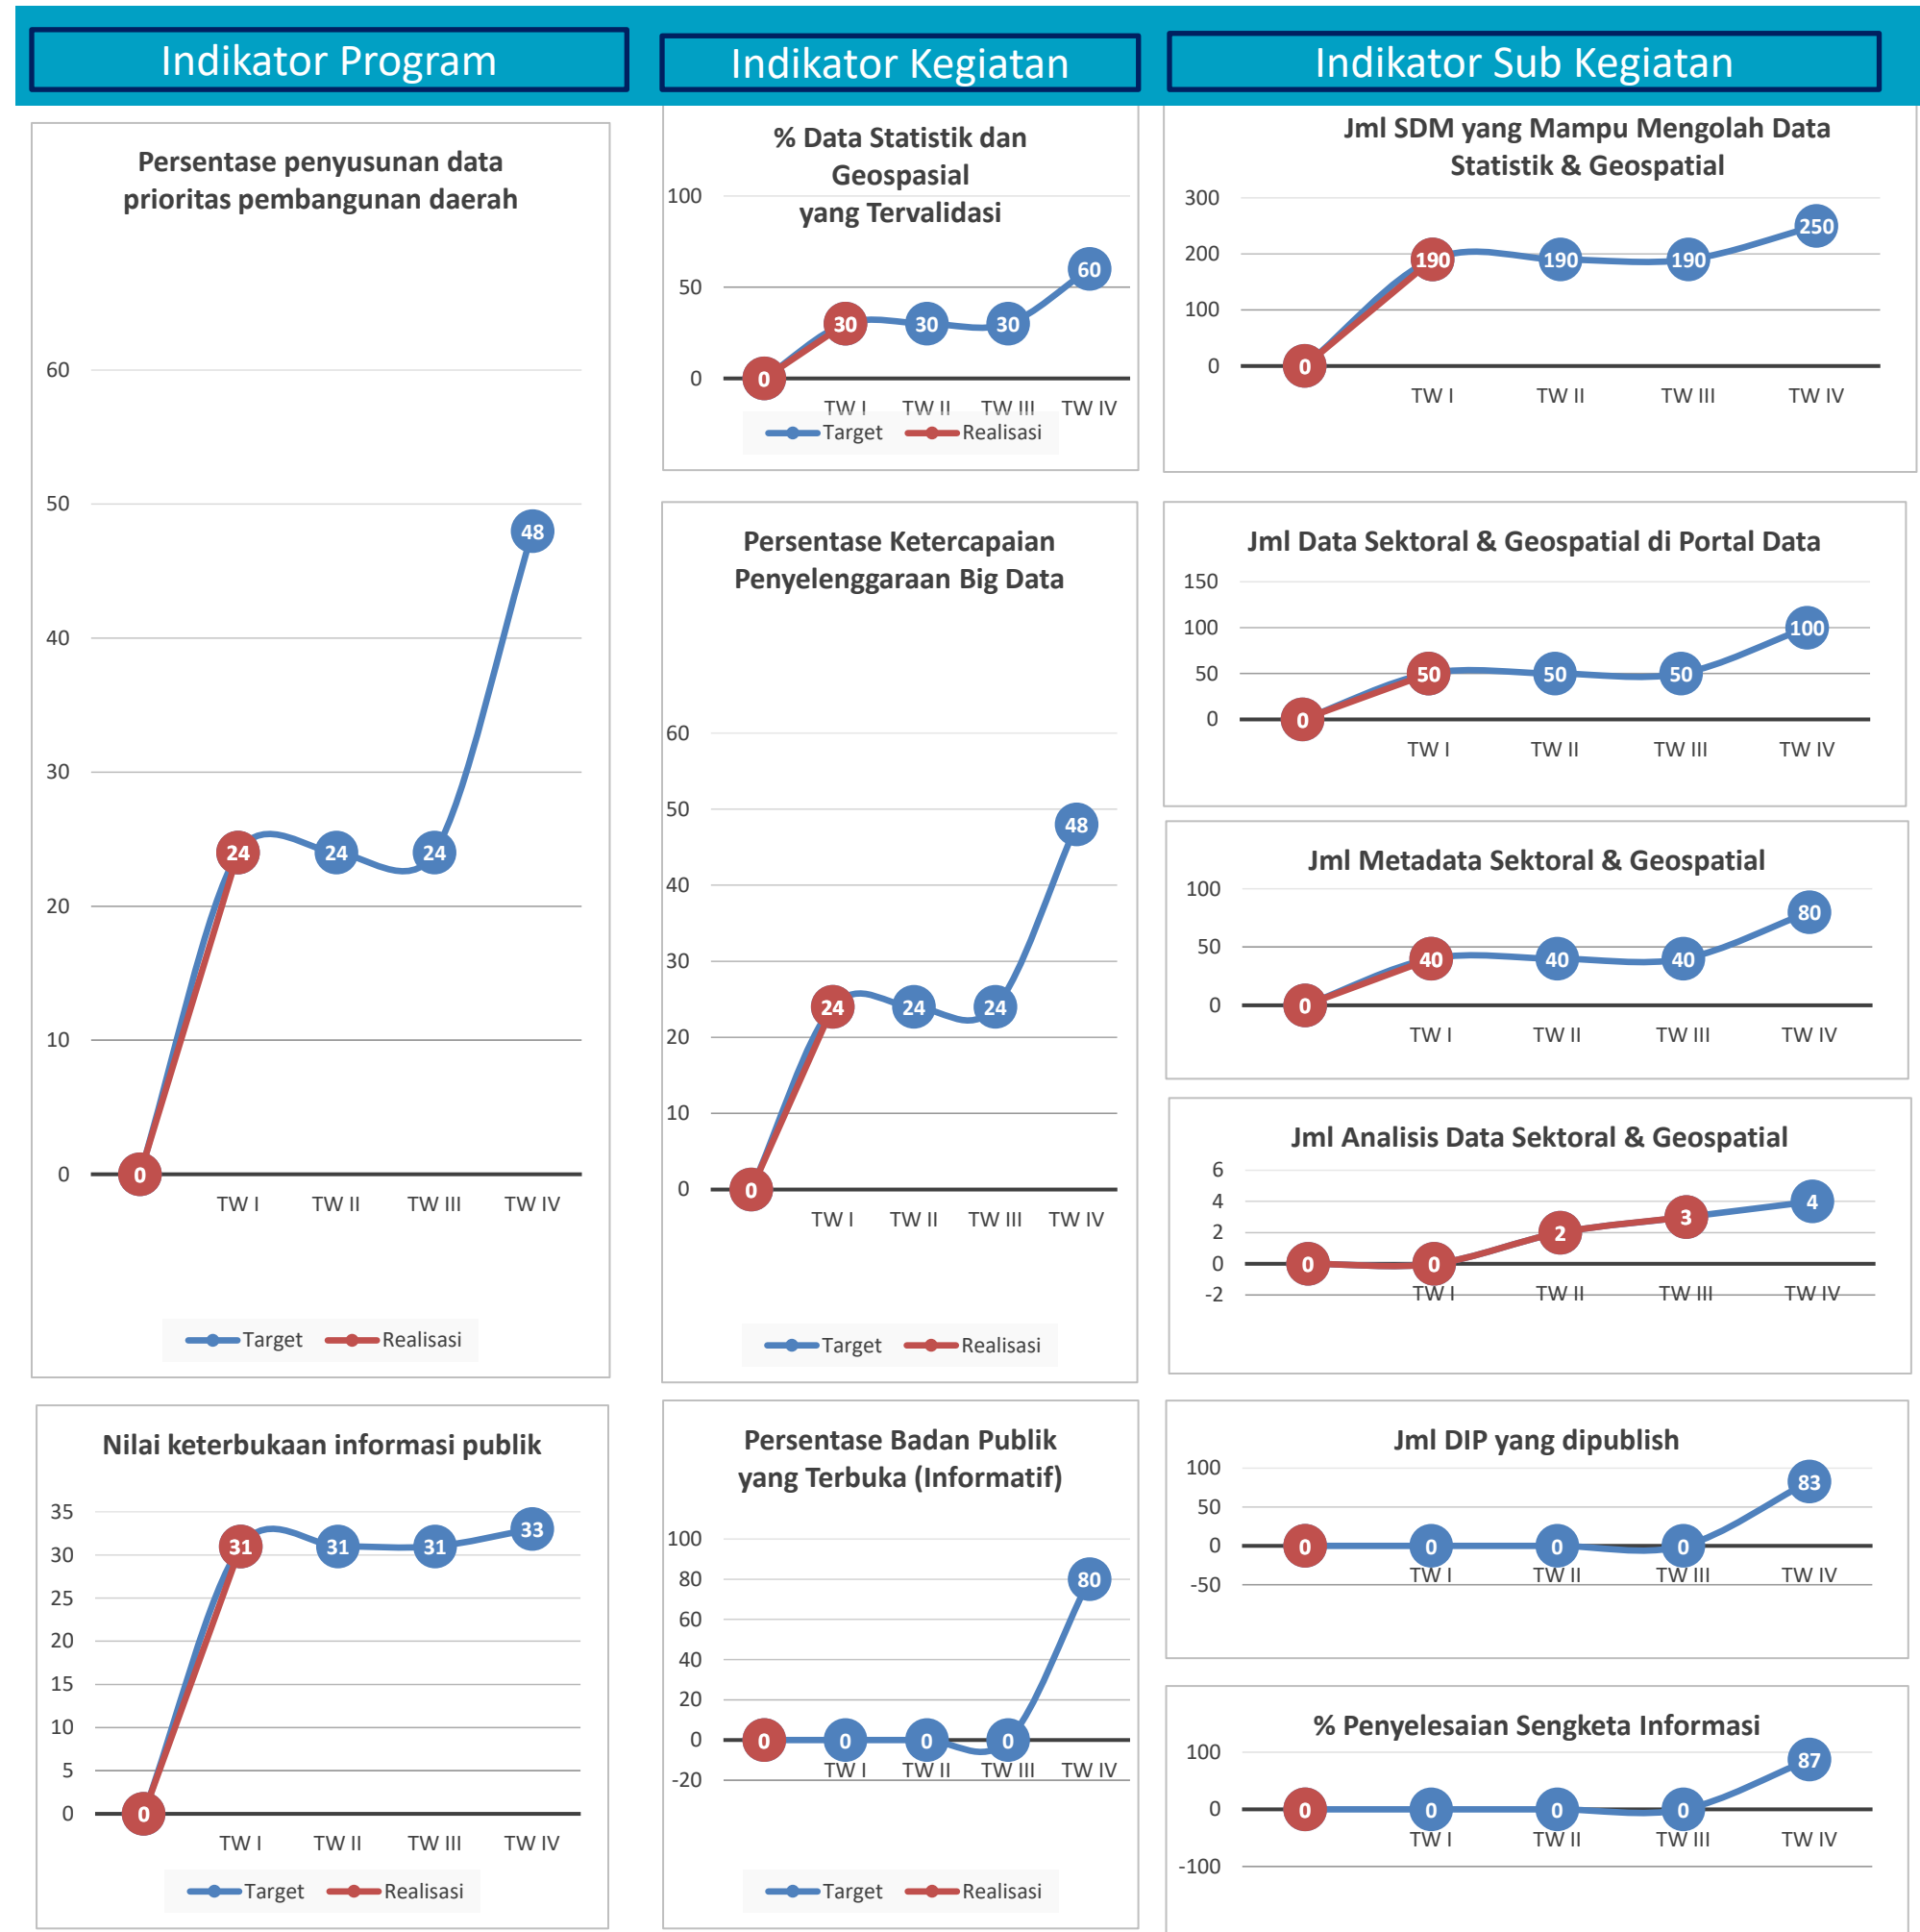 Indikator Program
Indikator Kegiatan
Indikator Sub Kegiatan
Persentase penyusunan data
prioritas pembangunan daerah
60
50
40
30
20
10
0
48
24
24
24
0
TW I
TW II
TW III
TW IV
Target
Realisasi
Nilai keterbukaan informasi publik
35
30
25
20
15
10
5
0
31
31
31
33
0
TW I
TW II
TW III
TW IV
Target
Realisasi
% Data Statistik dan
Geospasial
yang Tervalidasi
100
50
0
0
30
30
30
60
TW I
TW II
TW III
TW IV
Target
Realisasi
Persentase Ketercapaian
Penyelenggaraan Big Data
60
50
40
30
20
10
0
0
24
24
24
48
TW I
TW II
TW III
TW IV
Target
Realisasi
Persentase Badan Publik
yang Terbuka (Informatif)
100
80
60
40
20
0
-20
0
0
0
0
80
TW I
TW II
TW III
TW IV
Target
Realisasi
Jml SDM yang Mampu Mengolah Data
Statistik & Geospatial
300
200
100
0
0
190
190
190
250
TW I
TW II
TW III
TW IV
Jml Data Sektoral & Geospatial di Portal Data
150
100
50
0
0
50
50
50
100
TW I
TW II
TW III
TW IV
Jml Metadata Sektoral & Geospatial
100
50
0
0
40
40
40
80
TW I
TW II
TW III
TW IV
Jml Analisis Data Sektoral & Geospatial
6
4
2
0
-2
0
0
2
3
4
TW I
TW II
TW III
TW IV
Jml DIP yang dipublish
100
50
0
-50
0
0
0
0
83
TW I
TW II
TW III
TW IV
% Penyelesaian Sengketa Informasi
100
0
-100
0
0
0
0
87
TW I
TW II
TW III
TW IV